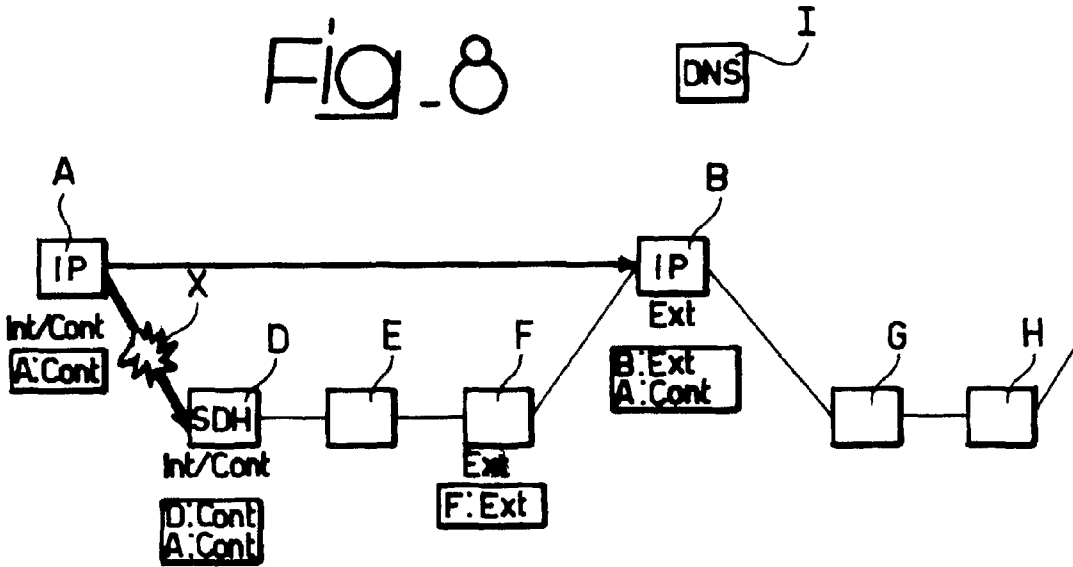 Fig_8
I
DNS
A
B
IP
IP
X
Int/Cont
A:Cont
Ext
B:Ext
A:Cont
D
E
F
G
H
SDH
Int/Cont
Ext
D:Cont
A:Cont
F:Ext